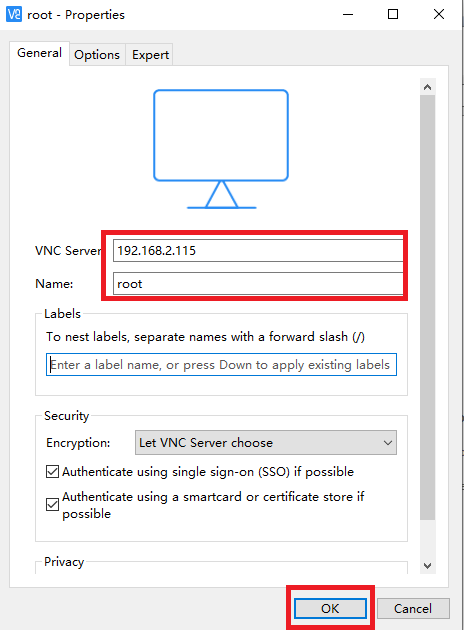 root - Properties
General Options Expert
VNC Server 192.168.2.115
Name: root
Labels
To nest labels, separate names with a forward slash (/)
Enter a label name, or press Down to apply existing labels
Security
Encryption: Let VNC Server choose
Authenticate using single sign-on (SSO) if possible
Authenticate using a smartcard or certificate store if
possible
Privacy
OK Cancel